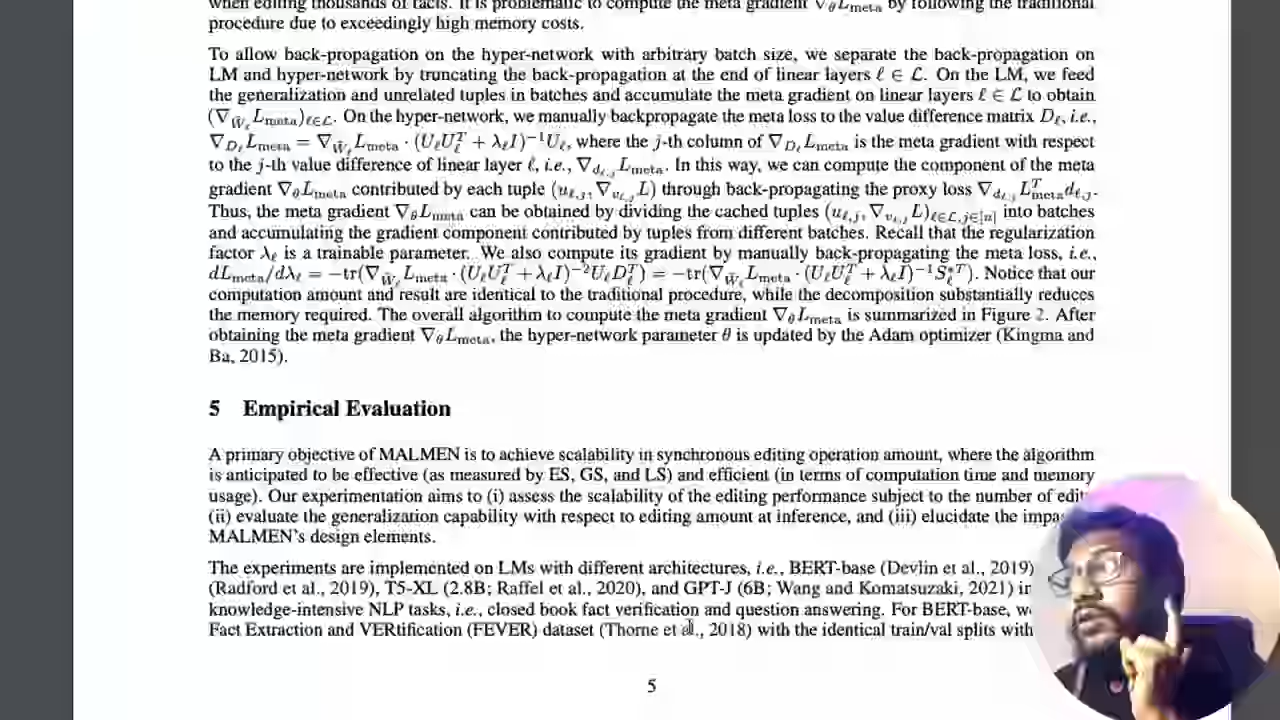 when editing thousands of facts. It is problematic to compute the meta gradient ∇θLmeta by following the traditional
procedure due to exceedingly high memory costs.
To allow back-propagation on the hyper-network with arbitrary batch size, we separate the back-propagation on
LM and hyper-network by truncating the back-propagation at the end of linear layers ℓ ∈ L. On the LM, we feed
the generalization and unrelated tuples in batches and accumulate the meta gradient on linear layers ℓ ∈ L to obtain
(∇W̃ℓ Lmeta)ℓ∈L. On the hyper-network, we manually backpropagate the meta loss to the value difference matrix Dℓ, i.e.,
∇Dℓ Lmeta = ∇W̃ℓ Lmeta · (UℓUℓ^T + λℓI)^−1Uℓ, where the j-th column of ∇Dℓ Lmeta is the meta gradient with respect
to the j-th value difference of linear layer ℓ, i.e., ∇dℓ,j Lmeta. In this way, we can compute the component of the meta
gradient ∇θLmeta contributed by each tuple (uℓ,j, ∇vℓ,j L) through back-propagating the proxy loss ∇dℓ,j L^T meta dℓ,j.
Thus, the meta gradient ∇θLmeta can be obtained by dividing the cached tuples (uℓ,j, ∇vℓ,j L)ℓ∈L,j∈[n] into batches
and accumulating the gradient component contributed by tuples from different batches. Recall that the regularization
factor λℓ is a trainable parameter. We also compute its gradient by manually back-propagating the meta loss, i.e.,
dLmeta/dλℓ = −tr(∇W̃ℓ Lmeta · (UℓUℓ^T + λℓI)^−2UℓDℓ^T) = −tr(∇W̃ℓ Lmeta · (UℓUℓ^T + λℓI)^−1Sℓ^*T). Notice that our
computation amount and result are identical to the traditional procedure, while the decomposition substantially reduces
the memory required. The overall algorithm to compute the meta gradient ∇θLmeta is summarized in Figure 2. After
obtaining the meta gradient ∇θLmeta, the hyper-network parameter θ is updated by the Adam optimizer (Kingma and
Ba, 2015).
5 Empirical Evaluation
A primary objective of MALMEN is to achieve scalability in synchronous editing operation amount, where the algorithm
is anticipated to be effective (as measured by ES, GS, and LS) and efficient (in terms of computation time and memory
usage). Our experimentation aims to (i) assess the scalability of the editing performance subject to the number of
(ii) evaluate the generalization capability with respect to editing amount at inference, and (iii) elucidate the
MALMEN's design elements.
The experiments are implemented on LMs with different architectures, i.e., BERT-base (Devlin et al., 2019)
(Radford et al., 2019), T5-XL (2.8B; Raffel et al., 2020), and GPT-J (6B; Wang and Komatsuzaki, 2021)
knowledge-intensive NLP tasks, i.e., closed book fact verification and question answering. For BERT-base,
Fact Extraction and VERtification (FEVER) dataset (Thorne et al., 2018) with the identical train/val splits with
5